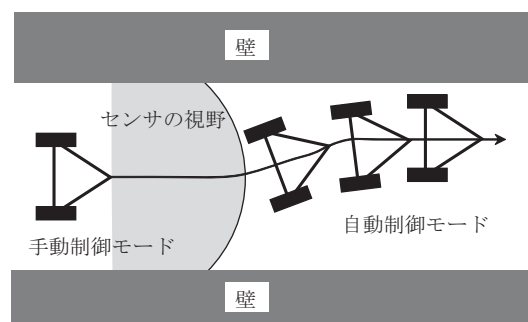 壁
センサの視野
自動制御モード
手動制御モード
壁